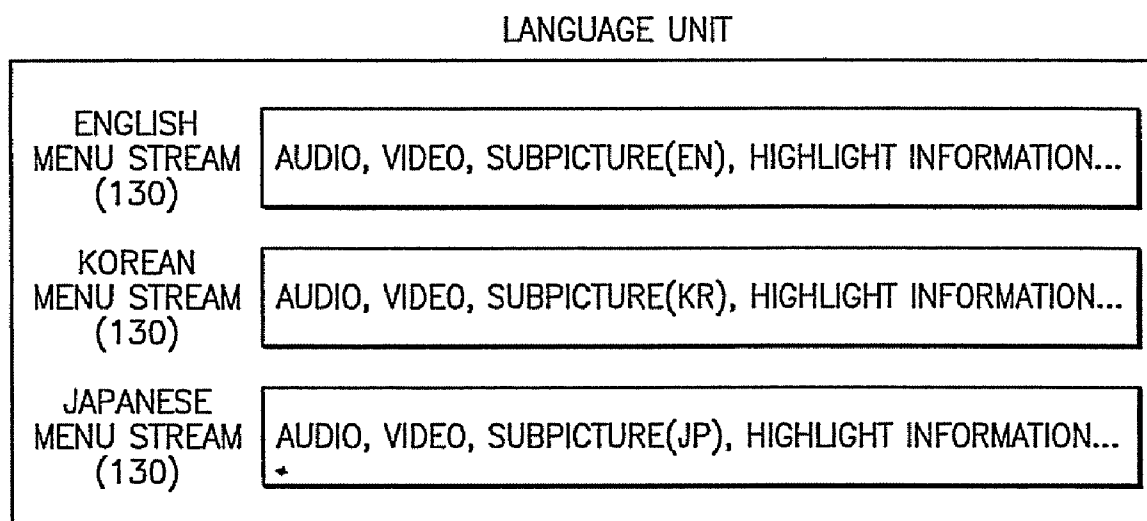 LANGUAGE UNIT
ENGLISH
MENU STREAM
(130)
AUDIO, VIDEO, SUBPICTURE(EN), HIGHLIGHT INFORMATION...
KOREAN
MENU STREAM
(130)
AUDIO, VIDEO, SUBPICTURE(KR), HIGHLIGHT INFORMATION...
JAPANESE
MENU STREAM
(130)
AUDIO, VIDEO, SUBPICTURE(JP), HIGHLIGHT INFORMATION...